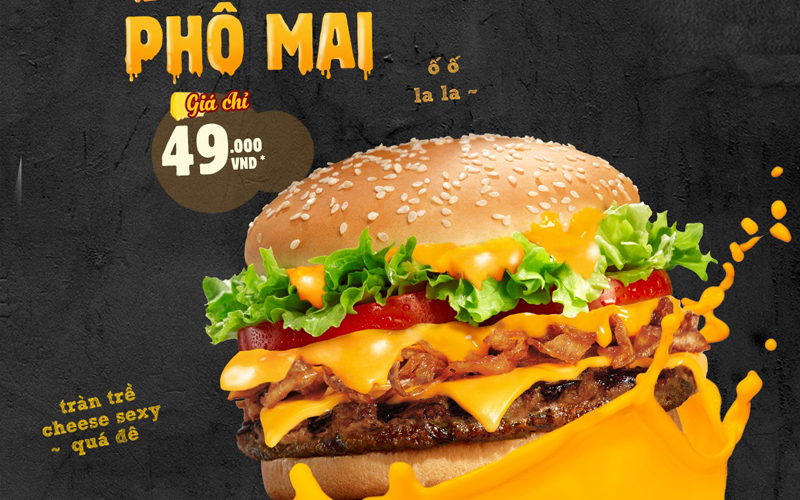 PHÔ MAI
ố ố
la la ~
Giá chỉ
49.000
VND *
tràn trề
cheese sexy
~ quá đê